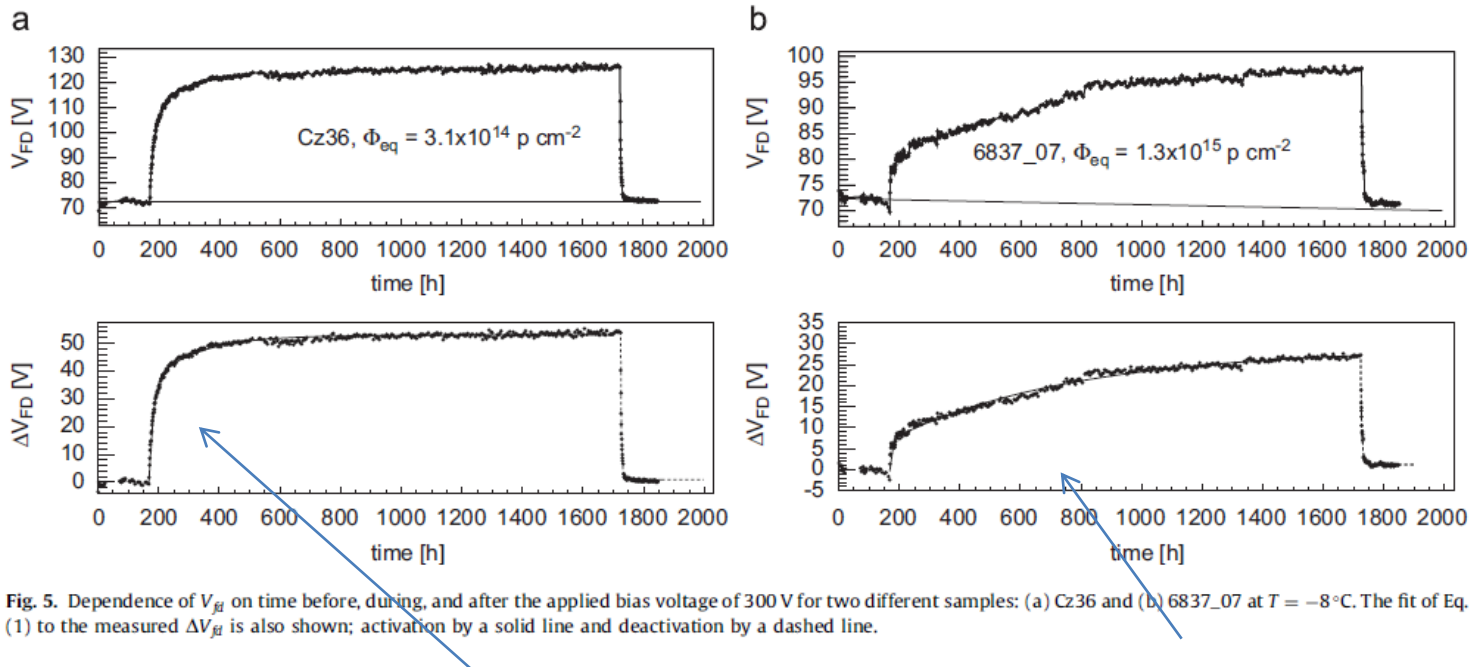 a
130
120
110
100
90
80
70
V_FD [V]
Cz36, Φ_eq = 3.1x10^14 p cm^-2
0 200 400 600 800 1000 1200 1400 1600 1800 2000
time [h]
50
40
30
20
10
0
ΔV_FD [V]
0 200 400 600 800 1000 1200 1400 1600 1800 2000
time [h]
b
100
95
90
85
80
75
70
V_FD [V]
6837_07, Φ_eq = 1.3x10^15 p cm^-2
0 200 400 600 800 1000 1200 1400 1600 1800 2000
time [h]
35
30
25
20
15
10
5
0
-5
ΔV_FD [V]
0 200 400 600 800 1000 1200 1400 1600 1800 2000
time [h]
Fig. 5. Dependence of V_fd on time before, during, and after the applied bias voltage of 300 V for two different samples: (a) Cz36 and (b) 6837_07 at T = −8°C. The fit of Eq.
(1) to the measured ΔV_fd is also shown; activation by a solid line and deactivation by a dashed line.